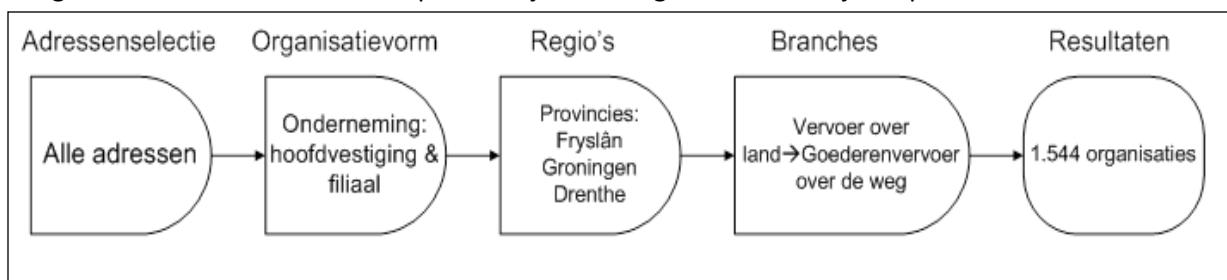 Adressenselectie
Organisatievorm
Regio's
Branches
Resultaten
Alle adressen
Onderneming:
hoofdvestiging &
filiaal
Provincies:
Fryslân
Groningen
Drenthe
Vervoer over
land→Goederenvervoer
over de weg
1.544 organisaties